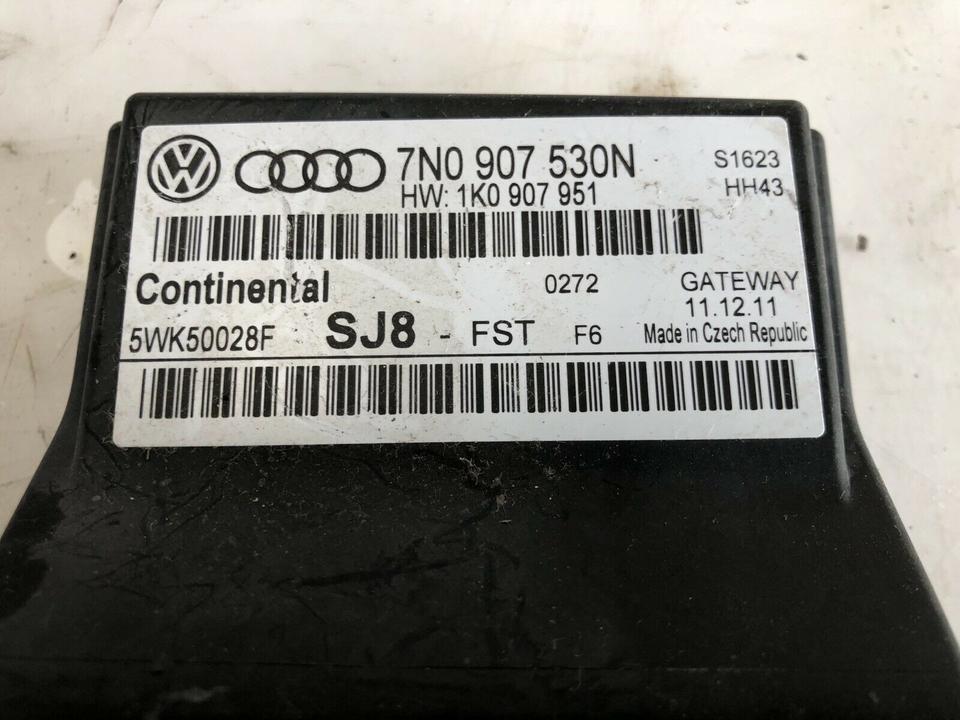 7N0 907 530N S1623
HW: 1K0 907 951 HH43
Continental 0272 GATEWAY
11.12.11
5WK50028F SJ8 - FST F6 Made in Czech Republic